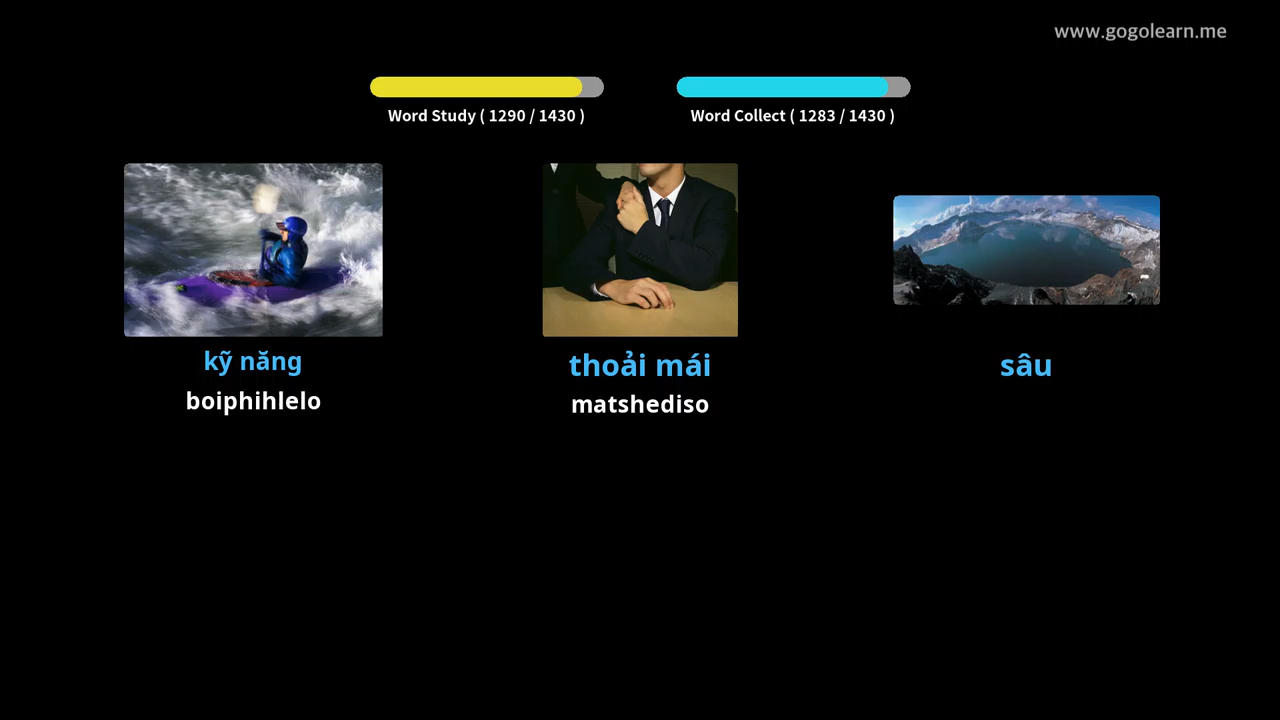 www.gogolearn.me
Word Study ( 1290 / 1430 )
Word Collect ( 1283 / 1430 )
kỹ năng
boiphihlelo
thoải mái
matshediso
sâu